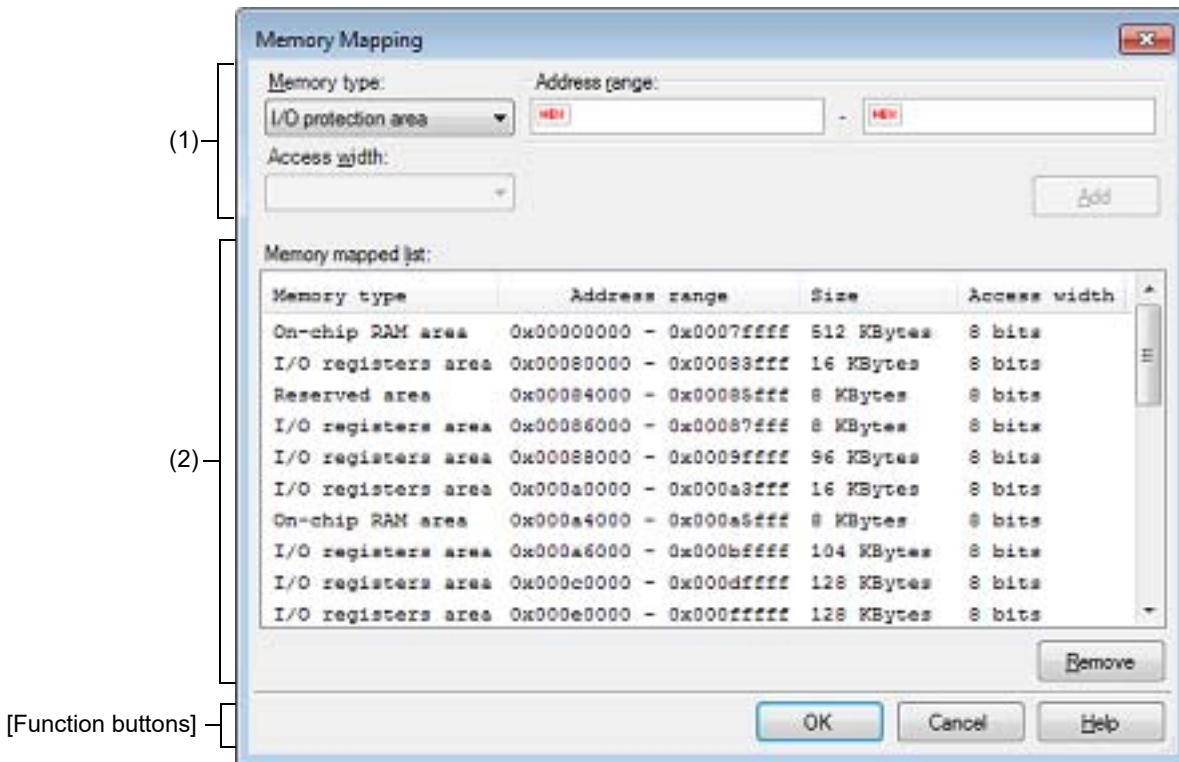 Memory Mapping
(1)
Memory type:
Address range:
I/O protection area
HEX
-
HEX
Access width:
Add
(2)
Memory mapped list:
Memory type Address range Size Access width
On-chip RAM area 0x00000000 - 0x0007ffff 512 KBytes 8 bits
I/O registers area 0x00080000 - 0x00083fff 16 KBytes 8 bits
Reserved area 0x00084000 - 0x00085fff 8 KBytes 8 bits
I/O registers area 0x00086000 - 0x00087fff 8 KBytes 8 bits
I/O registers area 0x00088000 - 0x0009ffff 96 KBytes 8 bits
I/O registers area 0x000a0000 - 0x000a3fff 16 KBytes 8 bits
On-chip RAM area 0x000a4000 - 0x000a5fff 8 KBytes 8 bits
I/O registers area 0x000a6000 - 0x000bffff 104 KBytes 8 bits
I/O registers area 0x000c0000 - 0x000dffff 128 KBytes 8 bits
I/O registers area 0x000e0000 - 0x000fffff 128 KBytes 8 bits
Remove
[Function buttons]
OK Cancel Help